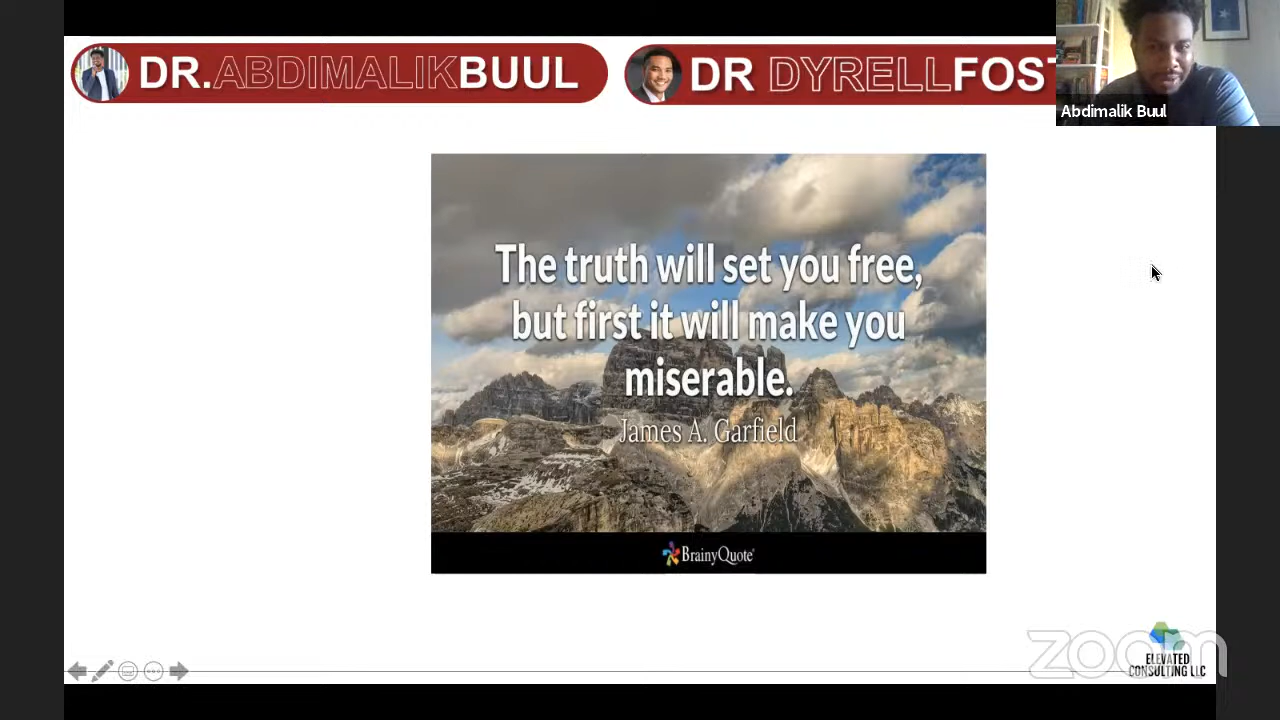 DR.ABDIMALIKBUUL
DR DYRELLFOST
Abdimalik Buul
The truth will set you free,
but first it will make you
miserable.
James A. Garfield
BrainyQuote
zoom
ELEVATED
CONSULTING LLC